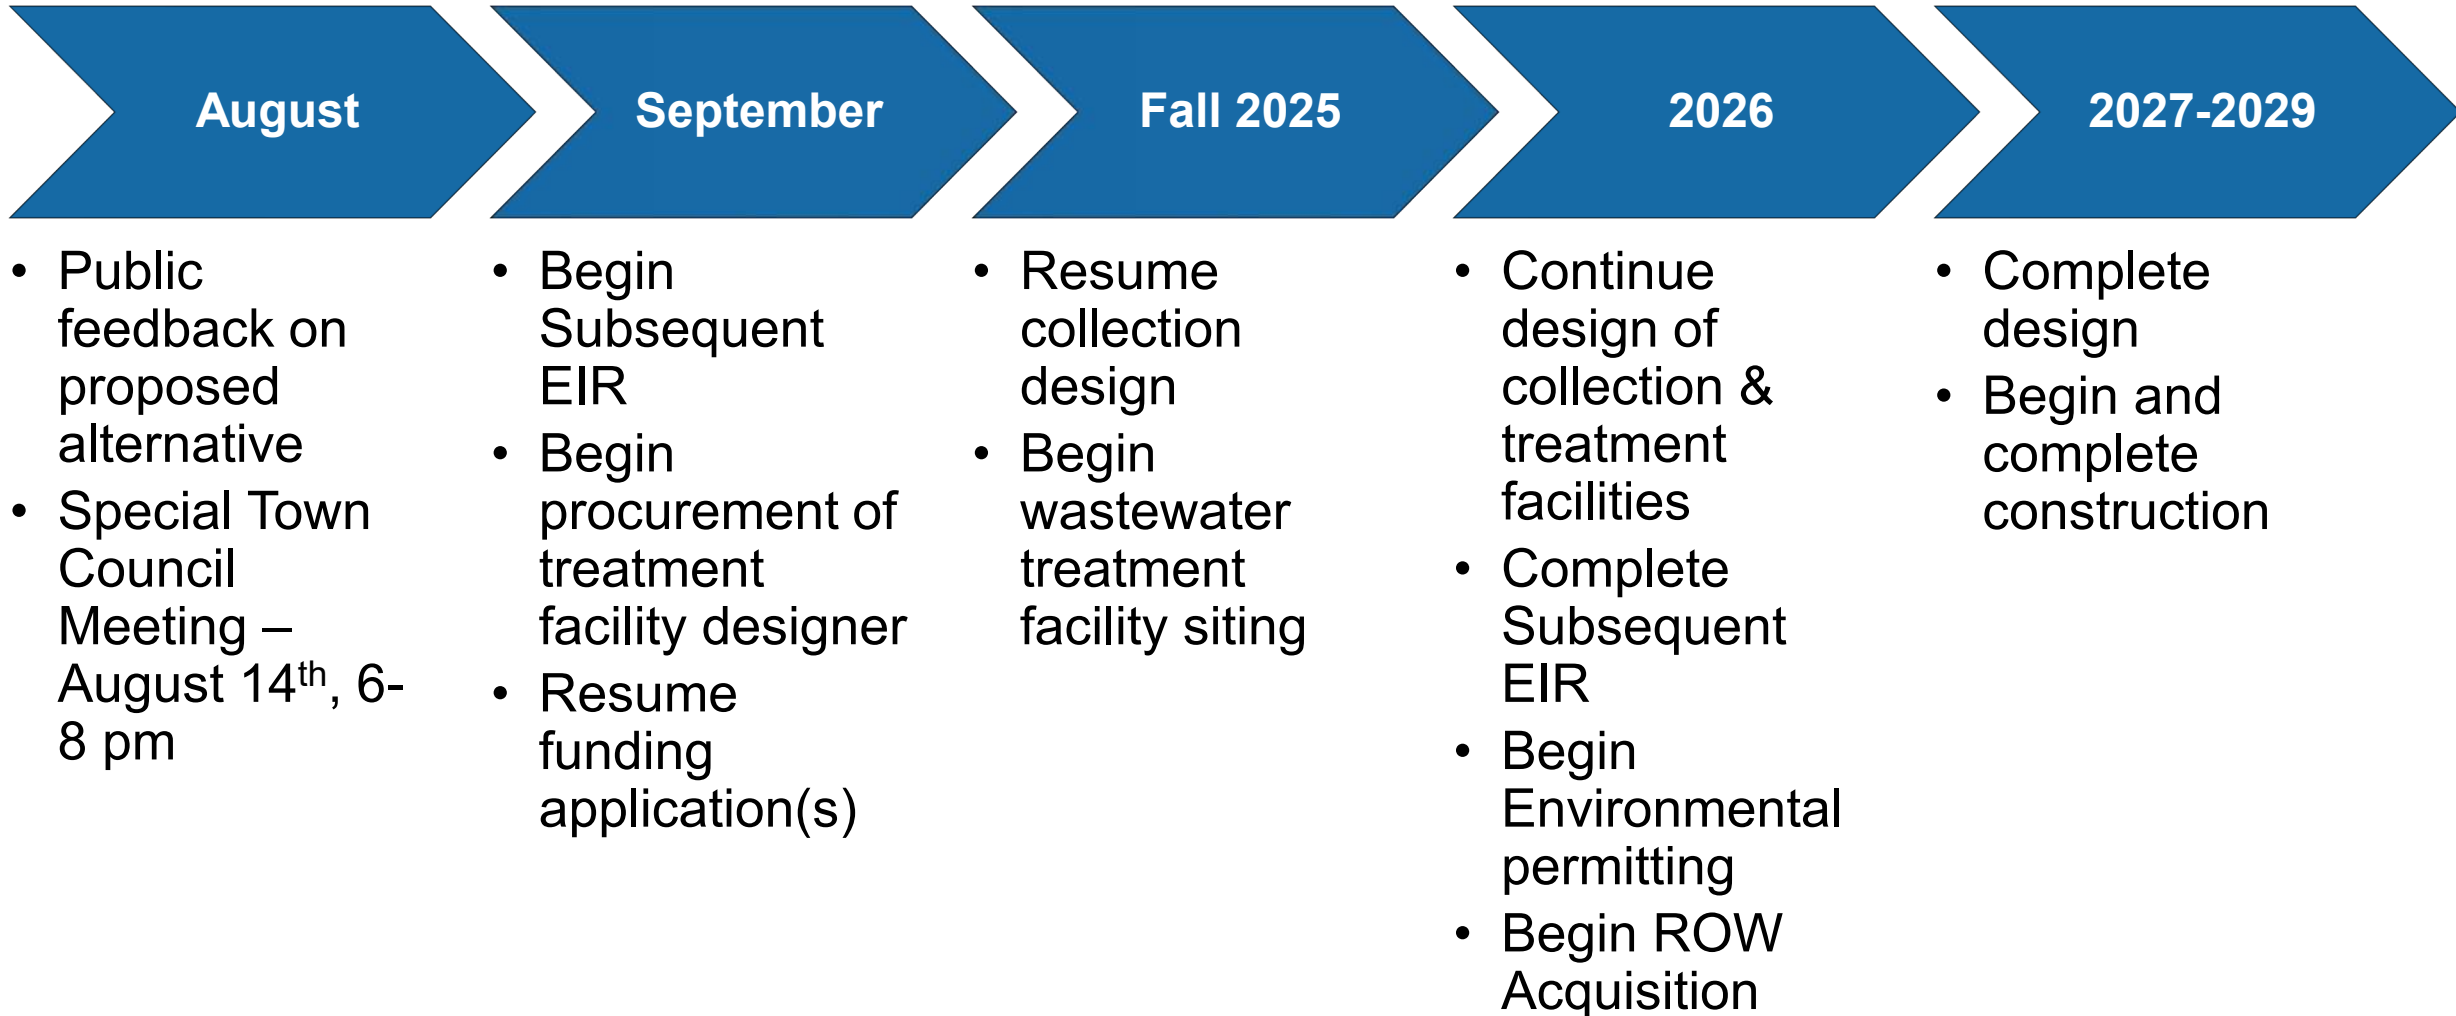 August
September
Fall 2025
2026
2027-2029
• Public
feedback on
proposed
alternative
• Special Town
Council
Meeting –
August 14th, 6-
8 pm
• Begin
Subsequent
EIR
• Begin
procurement of
treatment
facility designer
• Resume
funding
application(s)
• Resume
collection
design
• Begin
wastewater
treatment
facility siting
• Continue
design of
collection &
treatment
facilities
• Complete
Subsequent
EIR
• Begin
Environmental
permitting
• Begin ROW
Acquisition
• Complete
design
• Begin and
complete
construction